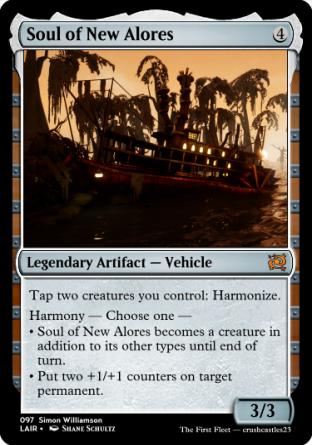 Soul of New Alores 4
Legendary Artifact — Vehicle
Tap two creatures you control: Harmonize.
Harmony — Choose one —
• Soul of New Alores becomes a creature in
addition to its other types until end of
turn.
• Put two +1/+1 counters on target
permanent.
3/3
097 Simon Williamson
LAIR • Shane Schultz
The First Fleet — crushcastles23